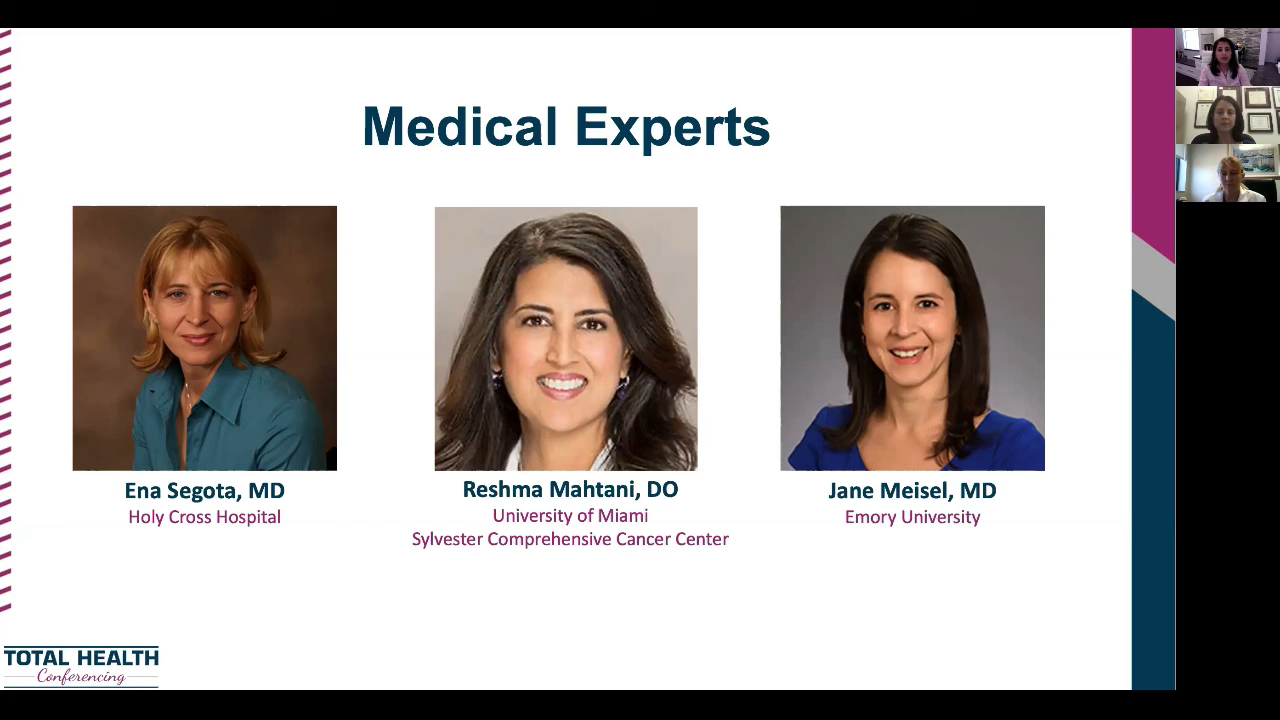 Medical Experts
Ena Segota, MD
Holy Cross Hospital
Reshma Mahtani, DO
University of Miami
Sylvester Comprehensive Cancer Center
Jane Meisel, MD
Emory University
TOTAL HEALTH
Conferencing